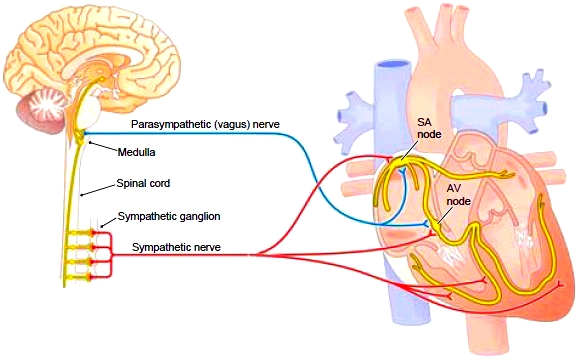 SA
node
Parasympathetic (vagus) nerve
Medulla
AV
node
Spinal cord
Sympathetic ganglion
Sympathetic nerve